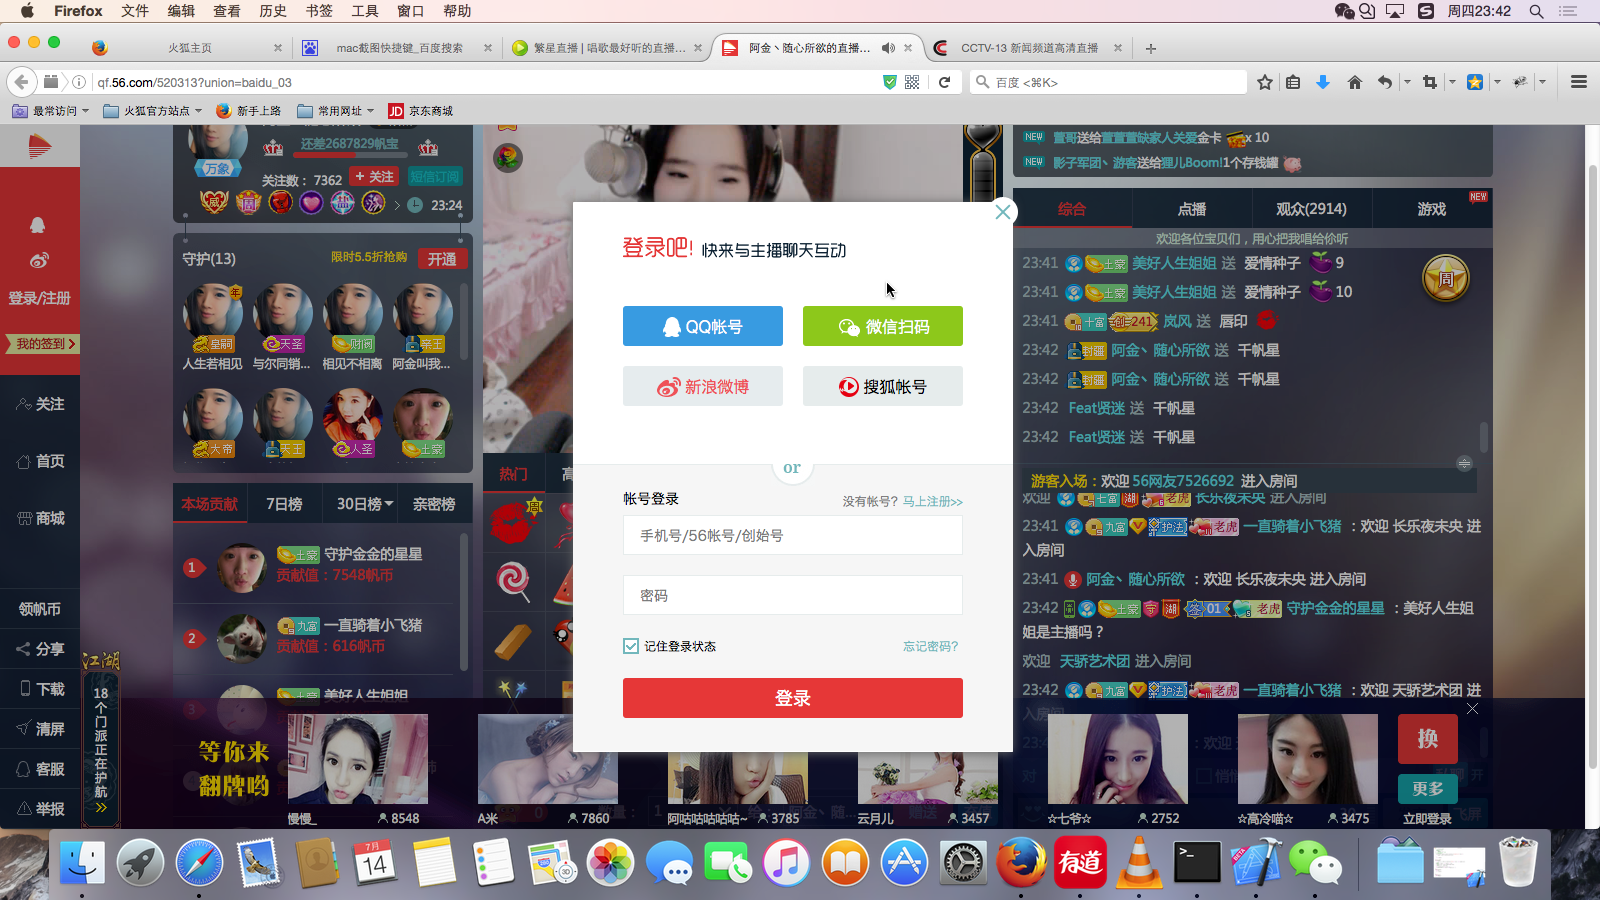 Firefox 文件 编辑 查看 历史 书签 工具 窗口 帮助
周四23:42
火狐主页
mac截图快捷键_百度搜索
繁星直播 | 唱歌最好听的直播...
阿金丶随心所欲的直播...
CCTV-13 新闻频道高清直播
qf.56.com/520313?union=baidu_03
百度 <⌘K>
最常访问
火狐官方站点
新手上路
常用网址
JD 京东商城
登录/注册
我的签到
关注
首页
商城
领帆币
分享
下载
清屏
客服
举报
江湖
18个门派正在护航
万象
还差2687829帆宝
关注数：7362
+ 关注
短信订阅
23:24
守护(13)
限时5.5折抢购
开通
皇嗣
天圣
财阀
亲王
人生若相见
与尔同销...
相见不相离
阿金叫我...
大帝
天王
人圣
土豪
本场贡献
7日榜
30日榜
亲密榜
1
土豪 守护金金的星星
贡献值：7548帆币
2
九富 一直骑着小飞猪
贡献值：616帆币
3
土豪 美好人生姐姐
热门
登录吧! 快来与主播聊天互动
QQ帐号
微信扫码
新浪微博
搜狐帐号
or
帐号登录
没有帐号? 马上注册>>
手机号/56帐号/创始号
密码
记住登录状态
忘记密码?
登录
NEW 萱哥送给萱萱萱缺家人关爱金卡 x 10
NEW 影子军团丶游客送给狸儿Boom!1个存钱罐
综合
点播
观众(2914)
游戏
NEW
欢迎各位宝贝们，用心把我唱给你听
周
23:41 土豪 美好人生姐姐 送 爱情种子 9
23:41 土豪 美好人生姐姐 送 爱情种子 10
23:41 十富 创=241 岚风 送 唇印
23:42 封疆 阿金丶随心所欲 送 千帆星
23:42 封疆 阿金丶随心所欲 送 千帆星
23:42 Feat贤迷 送 千帆星
23:42 Feat贤迷 送 千帆星
游客入场：欢迎 56网友7526692 进入房间
23:41 九富 护法 老虎 一直骑着小飞猪 ：欢迎 长乐夜未央 进
入房间
23:41 阿金丶随心所欲 ：欢迎 长乐夜未央 进入房间
23:42 土豪 守 湖 签01 老虎 守护金金的星星 ：美好人生姐
姐是主播吗？
欢迎 天骄艺术团 进入房间
23:42 九富 护法 老虎 一直骑着小飞猪 ：欢迎 天骄艺术团 进
入房间
等你来
翻牌哟
慢慢_ 8548
A米 7860
阿咕咕咕咕咕~ 3785
云月儿 3457
☆七爷☆ 2752
☆高冷喵☆ 3475
换
更多
立即登录
7月
14
有道